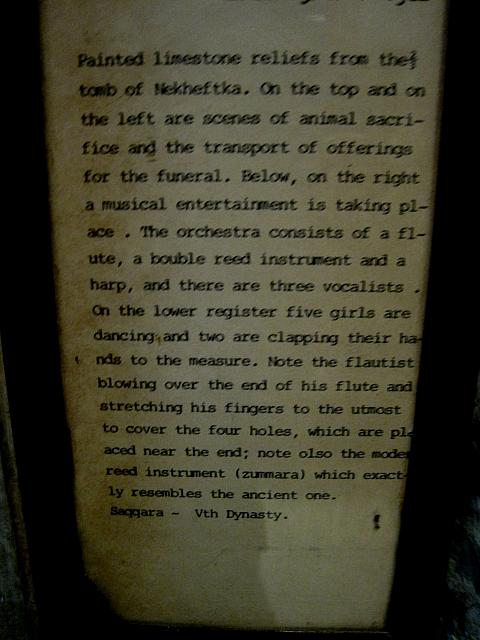 Painted limestone reliefs from the
tomb of Nekheftka. On the top and on
the left are scenes of animal sacri-
fice and the transport of offerings
for the funeral. Below, on the right
a musical entertainment is taking pl-
ace . The orchestra consists of a fl-
ute, a bouble reed instrument and a
harp, and there are three vocalists .
On the lower register five girls are
dancing and two are clapping their ha-
nds to the measure. Note the flautist
blowing over the end of his flute and
stretching his fingers to the utmost
to cover the four holes, which are pl
aced near the end; note olso the moder
reed instrument (zummara) which exact-
ly resembles the ancient one.
Saqqara - Vth Dynasty.